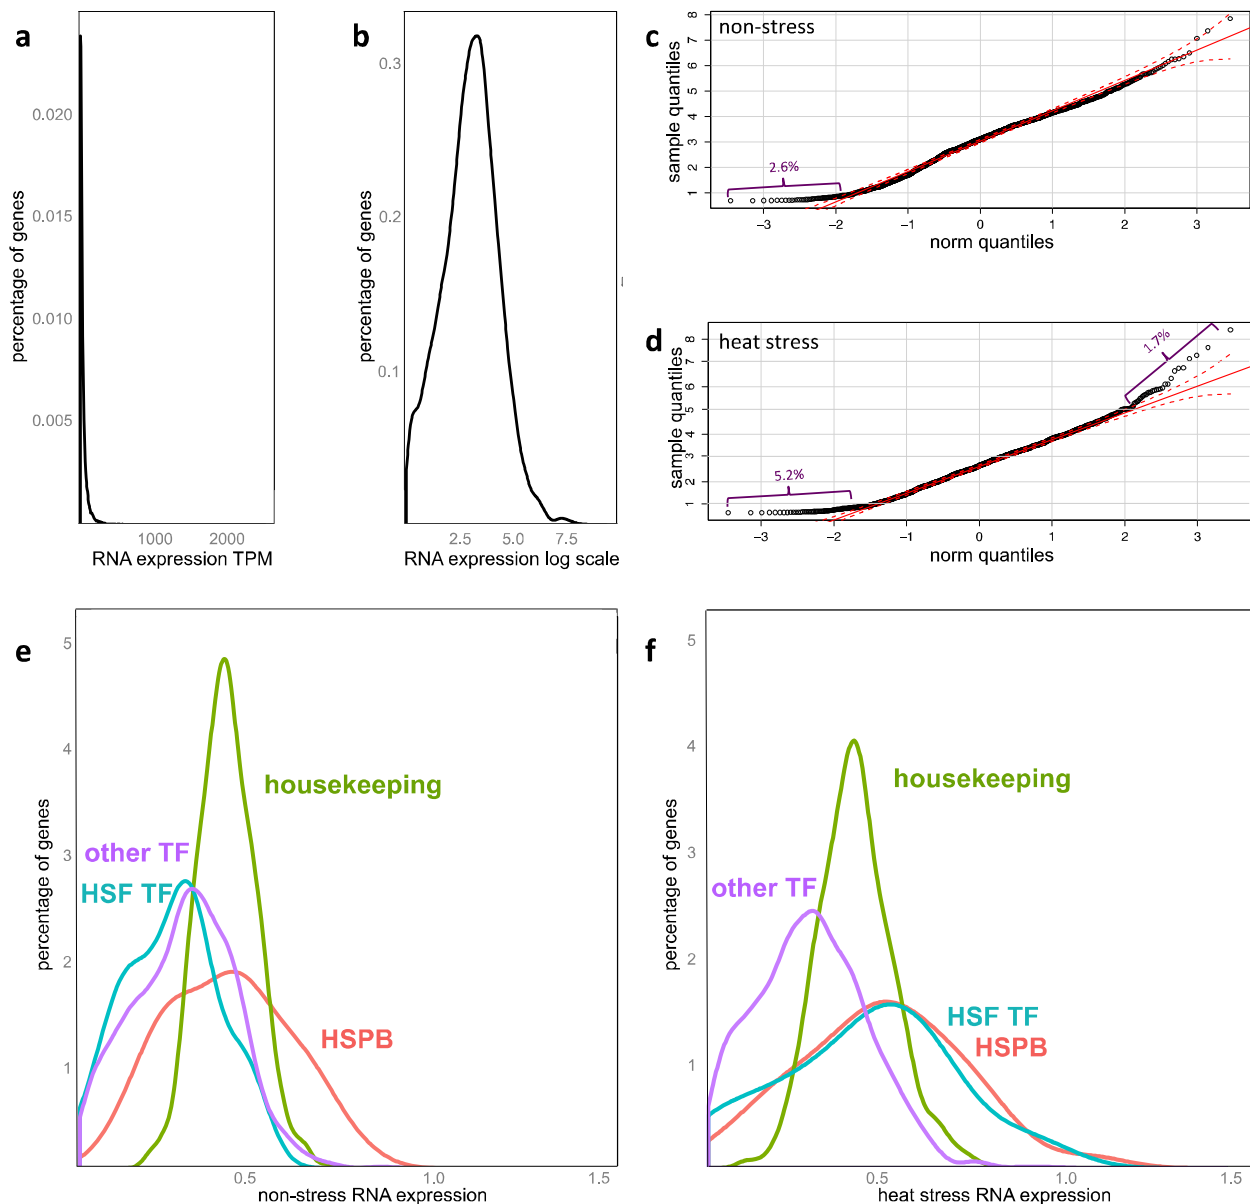 a
percentage of genes
0.020
0.015
0.010
0.005
1000 2000
RNA expression TPM
b
percentage of genes
0.3
0.2
0.1
2.5 5.0 7.5
RNA expression log scale
c
non-stress
sample quantiles
8
7
6
5
4
3
2
1
2.6%
−3 −2 −1 0 1 2 3
norm quantiles
d
heat stress
sample quantiles
8
7
6
5
4
3
2
1
5.2%
1.7%
−3 −2 −1 0 1 2 3
norm quantiles
e
percentage of genes
5
4
3
2
1
housekeeping
other TF
HSF TF
HSPB
0.5 1.0 1.5
non-stress RNA expression
f
percentage of genes
5
4
3
2
1
housekeeping
other TF
HSF TF
HSPB
0.5 1.0 1.5
heat stress RNA expression